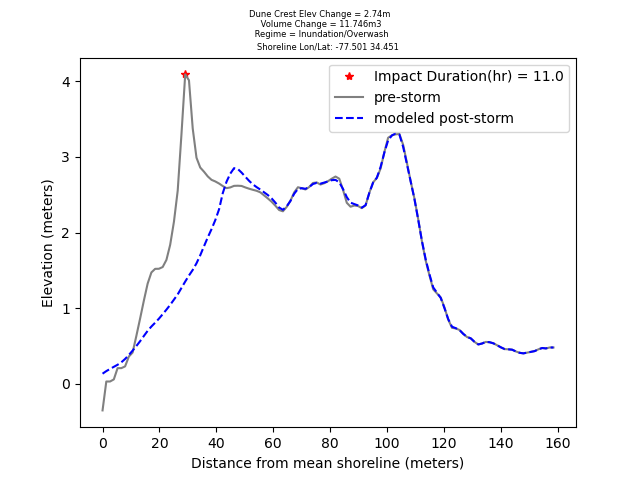 Dune Crest Elev Change = 2.74m
Volume Change = 11.746m3
Regime = Inundation/Overwash
Shoreline Lon/Lat: -77.501 34.451
Impact Duration(hr) = 11.0
pre-storm
modeled post-storm
Elevation (meters)
4
3
2
1
0
0 20 40 60 80 100 120 140 160
Distance from mean shoreline (meters)